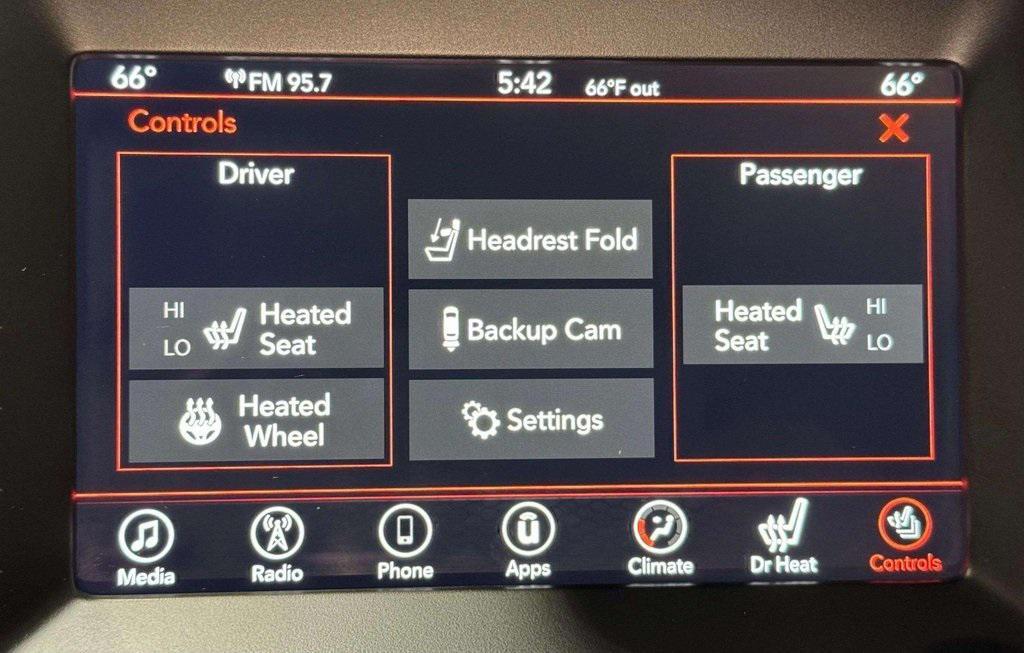 66°
FM 95.7
5:42
66°F out
66°
Controls
Driver
HI
LO
Heated
Seat
Heated
Wheel
Headrest Fold
Backup Cam
Settings
Passenger
Heated
Seat
HI
LO
Media
Radio
Phone
Apps
Climate
Dr Heat
Controls